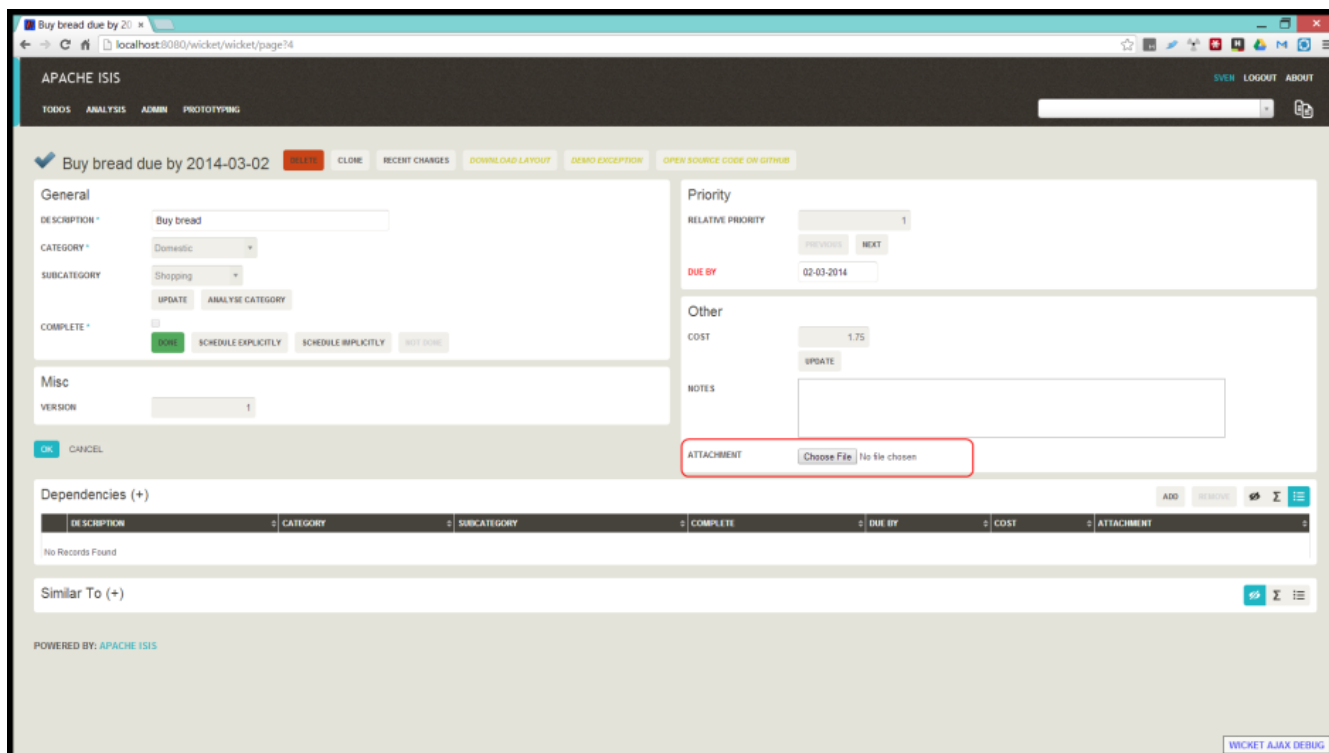 Buy bread due by 20
localhost:8080/wicket/wicket/page?4
APACHE ISIS
SVEN LOGOUT ABOUT
TODOS ANALYSIS ADMIN PROTOTYPING
Buy bread due by 2014-03-02 DELETE CLONE RECENT CHANGES DOWNLOAD LAYOUT DEMO EXCEPTION OPEN SOURCE CODE ON GITHUB
General
DESCRIPTION * Buy bread
CATEGORY * Domestic
SUBCATEGORY Shopping
UPDATE ANALYSE CATEGORY
COMPLETE *
DONE SCHEDULE EXPLICITLY SCHEDULE IMPLICITLY NOT DONE
Misc
VERSION 1
OK CANCEL
Priority
RELATIVE PRIORITY 1
PREVIOUS NEXT
DUE BY 02-03-2014
Other
COST 1.75
UPDATE
NOTES
ATTACHMENT Choose File No file chosen
Dependencies (+) ADD REMOVE Σ
DESCRIPTION CATEGORY SUBCATEGORY COMPLETE DUE BY COST ATTACHMENT
No Records Found
Similar To (+) Σ
POWERED BY: APACHE ISIS
WICKET AJAX DEBUG